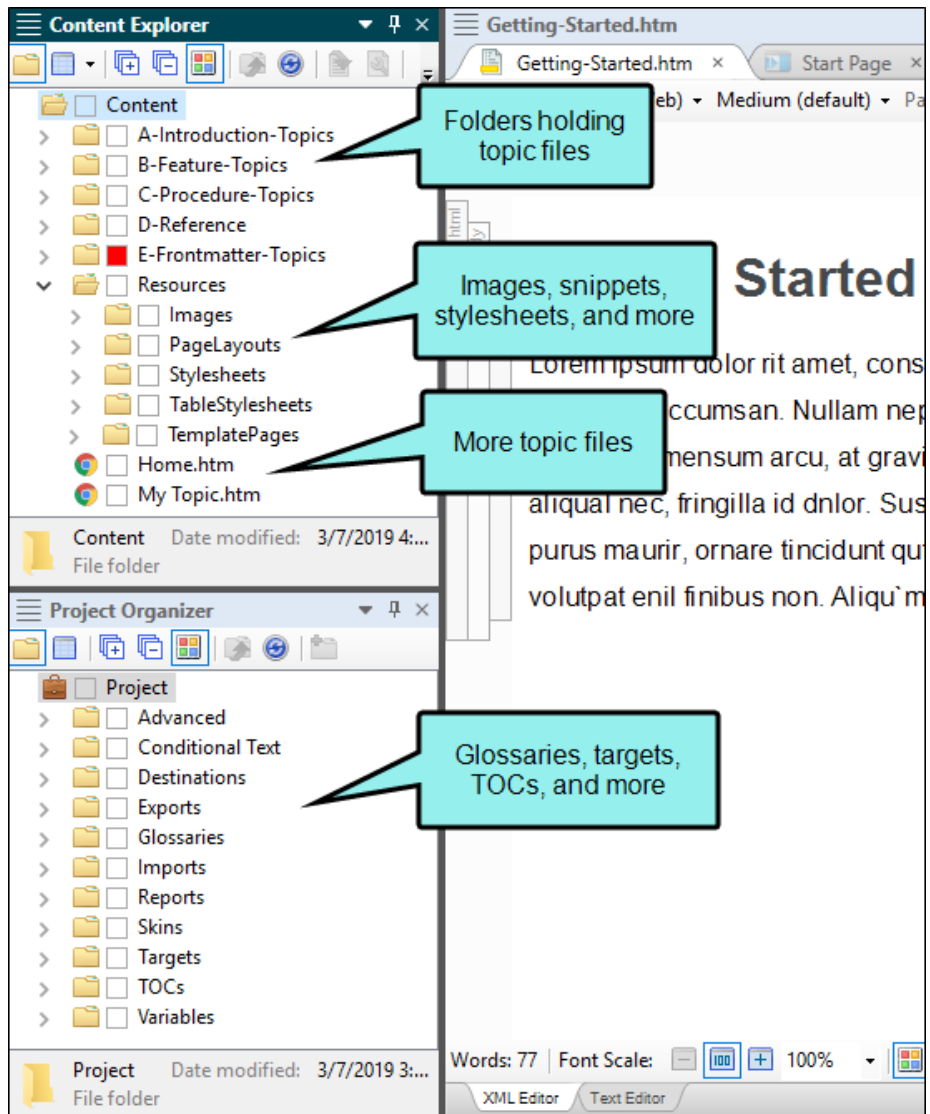 Content Explorer
Content
A-Introduction-Topics
B-Feature-Topics
C-Procedure-Topics
D-Reference
E-Frontmatter-Topics
Resources
Images
PageLayouts
Stylesheets
TableStylesheets
TemplatePages
Home.htm
My Topic.htm
Content Date modified: 3/7/2019 4:...
File folder
Project Organizer
Project
Advanced
Conditional Text
Destinations
Exports
Glossaries
Imports
Reports
Skins
Targets
TOCs
Variables
Project Date modified: 3/7/2019 3:...
File folder
Folders holding
topic files
Images, snippets,
stylesheets, and more
More topic files
Glossaries, targets,
TOCs, and more
Getting-Started.htm
Getting-Started.htm × Start Page ×
eb) Medium (default) Pa
html
Started
Lorem ipsum dolor rit amet, cons
ccumsan. Nullam nep
mensum arcu, at gravi
aliqual nec, fringilla id dnlor. Sus
purus maurir, ornare tincidunt qut
volutpat enil finibus non. Aliqu`m
Words: 77 Font Scale: 100 100%
XML Editor Text Editor